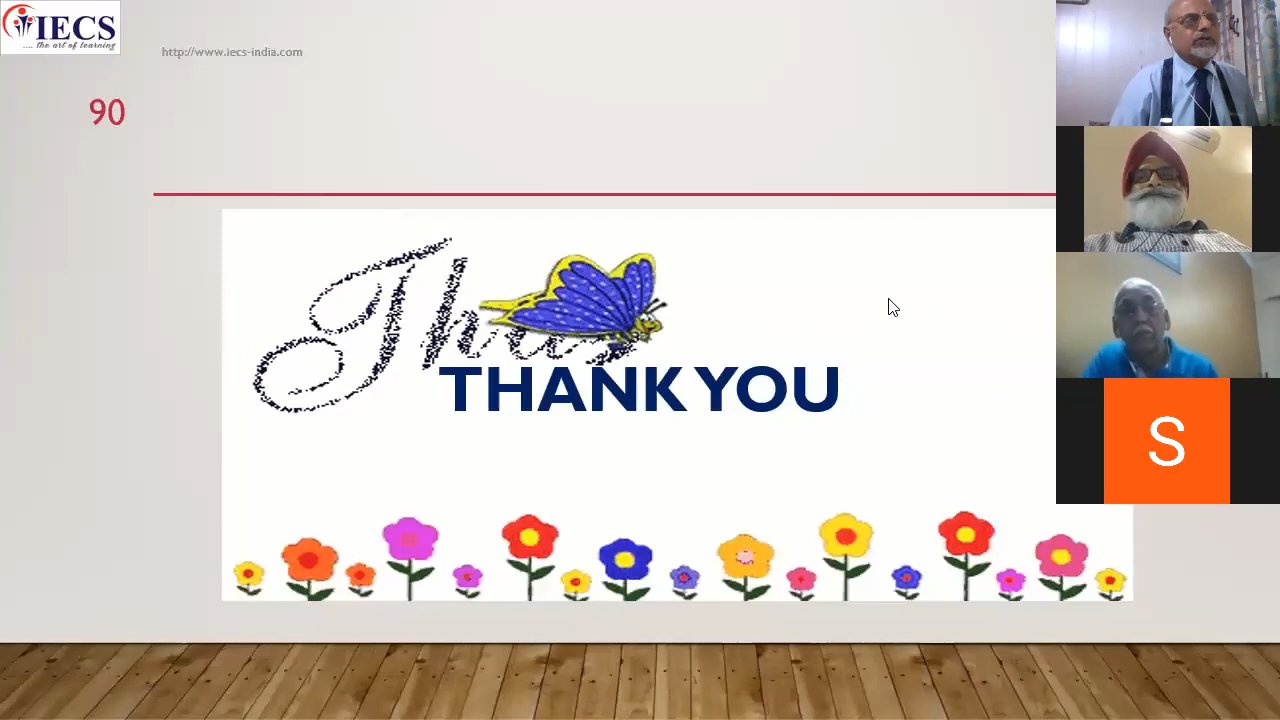 IECS
.... the art of learning
http://www.iecs-india.com
90
THANK YOU
S